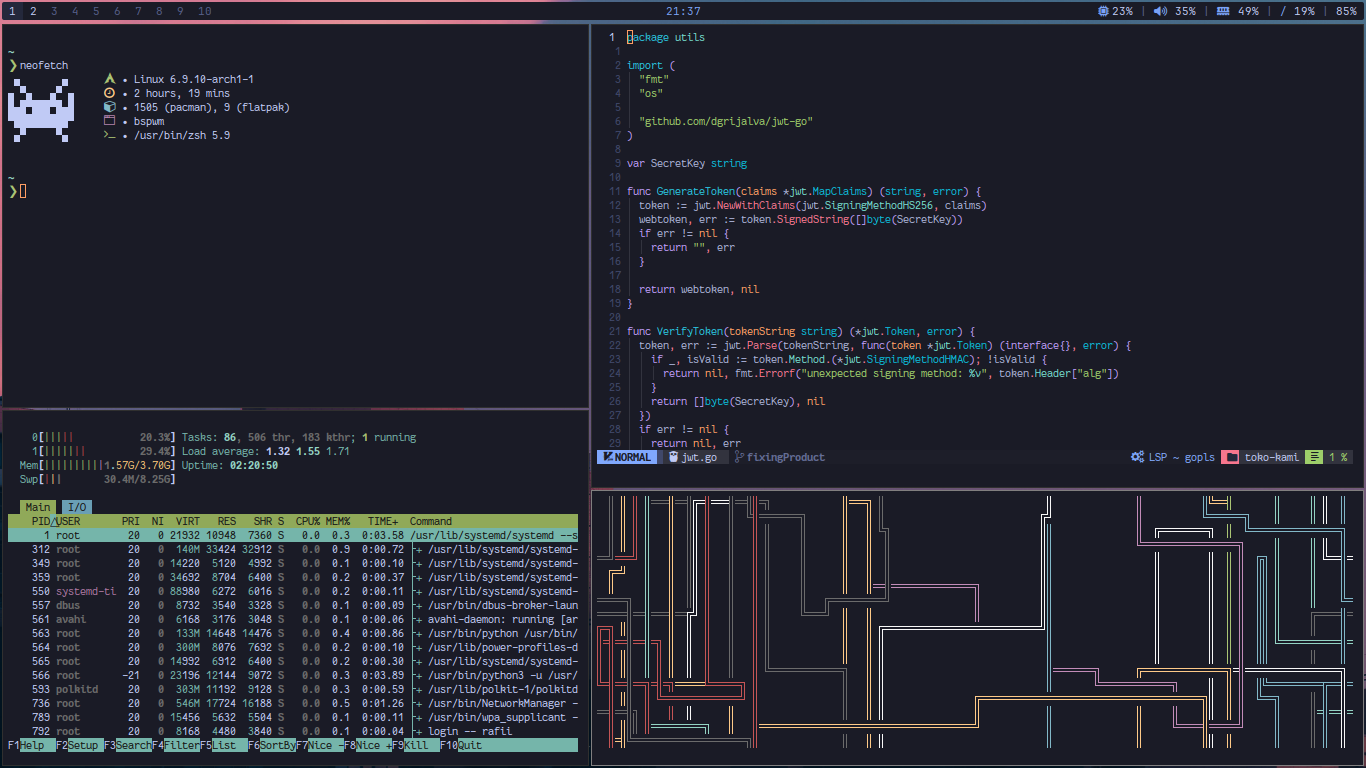 1 2 3 4 5 6 7 8 9 10 21:37 23% | 35% | 49% | / 19% | 85%
~
❯ neofetch
• Linux 6.9.10-arch1-1
• 2 hours, 19 mins
• 1505 (pacman), 9 (flatpak)
• bspwm
• /usr/bin/zsh 5.9
~
❯
1 package utils
1
2 import (
3 "fmt"
4 "os"
5
6 "github.com/dgrijalva/jwt-go"
7 )
8
9 var SecretKey string
10
11 func GenerateToken(claims *jwt.MapClaims) (string, error) {
12 token := jwt.NewWithClaims(jwt.SigningMethodHS256, claims)
13 webtoken, err := token.SignedString([]byte(SecretKey))
14 if err != nil {
15 return "", err
16 }
17
18 return webtoken, nil
19 }
20
21 func VerifyToken(tokenString string) (*jwt.Token, error) {
22 token, err := jwt.Parse(tokenString, func(token *jwt.Token) (interface{}, error) {
23 if _, isValid := token.Method.(*jwt.SigningMethodHMAC); !isValid {
24 return nil, fmt.Errorf("unexpected signing method: %v", token.Header["alg"])
25 }
26 return []byte(SecretKey), nil
27 })
28 if err != nil {
29 return nil, err
NORMAL jwt.go fixingProduct LSP ~ gopls toko-kami 1 %
0[||||| 20.3%] Tasks: 86, 506 thr, 183 kthr; 1 running
1[||||||| 29.4%] Load average: 1.32 1.55 1.71
Mem[||||||||||1.57G/3.70G] Uptime: 02:20:50
Swp[||| 30.4M/8.25G]
Main I/O
PID△USER PRI NI VIRT RES SHR S CPU% MEM% TIME+ Command
1 root 20 0 21932 10948 7360 S 0.0 0.3 0:03.58 /usr/lib/systemd/systemd --s
312 root 20 0 140M 33424 32912 S 0.0 0.9 0:00.72 ├+ /usr/lib/systemd/systemd-
349 root 20 0 14220 5120 4992 S 0.0 0.1 0:00.10 ├+ /usr/lib/systemd/systemd-
359 root 20 0 34692 8704 6400 S 0.0 0.2 0:00.37 ├+ /usr/lib/systemd/systemd-
550 systemd-ti 20 0 88980 6272 6016 S 0.0 0.2 0:00.11 ├+ /usr/lib/systemd/systemd-
557 dbus 20 0 8732 3540 3328 S 0.0 0.1 0:00.09 ├+ /usr/bin/dbus-broker-laun
561 avahi 20 0 6168 3176 3048 S 0.0 0.1 0:00.06 ├+ avahi-daemon: running [ar
563 root 20 0 133M 14648 14476 S 0.0 0.4 0:00.86 ├+ /usr/bin/python /usr/bin/
564 root 20 0 300M 8076 7692 S 0.0 0.2 0:00.10 ├+ /usr/lib/power-profiles-d
565 root 20 0 14992 6912 6400 S 0.0 0.2 0:00.30 ├+ /usr/lib/systemd/systemd-
566 root -21 0 23196 12144 9072 S 0.0 0.3 0:03.89 ├+ /usr/bin/python3 -u /usr/
593 polkitd 20 0 303M 11192 9128 S 0.0 0.3 0:00.59 ├+ /usr/lib/polkit-1/polkitd
736 root 20 0 546M 17724 16188 S 0.0 0.5 0:01.26 ├+ /usr/bin/NetworkManager -
789 root 20 0 15456 5632 5504 S 0.0 0.1 0:00.11 ├+ /usr/bin/wpa_supplicant -
792 root 20 0 8168 4480 3840 S 0.0 0.1 0:00.04 ├+ login -- rafii
F1Help F2Setup F3SearchF4FilterF5List F6SortByF7Nice -F8Nice +F9Kill F10Quit